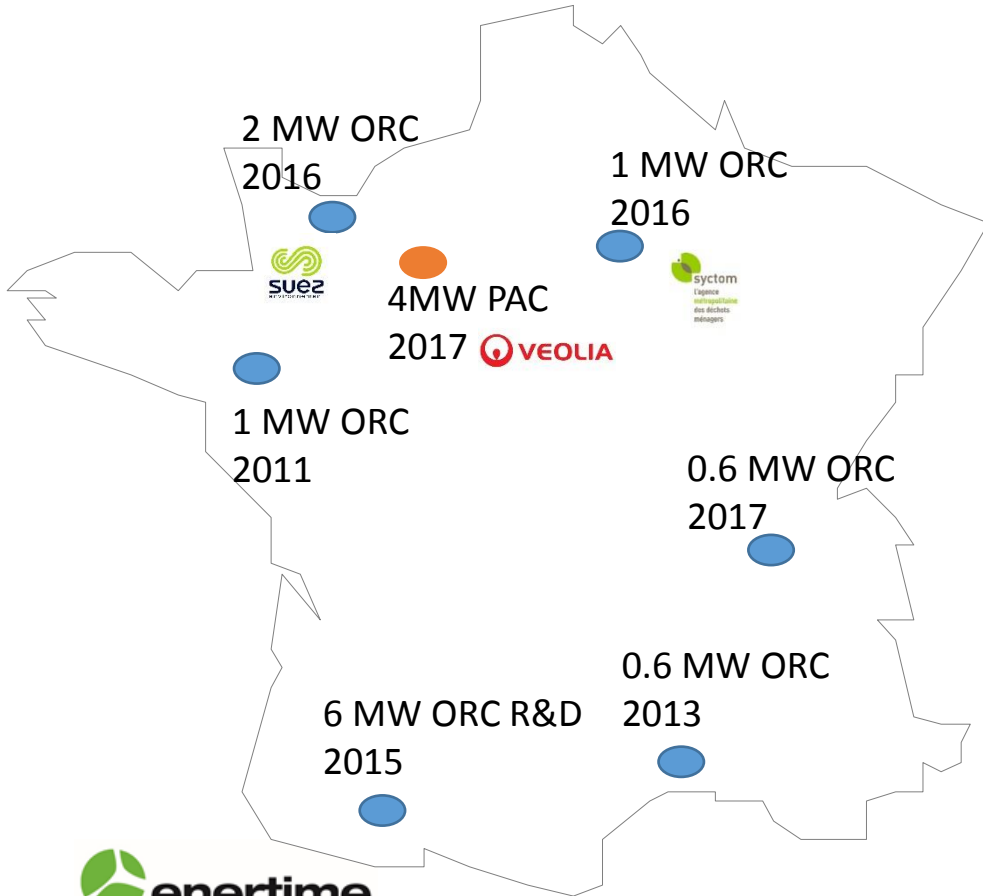 2 MW ORC
2016
1 MW ORC
2016
suez
environnement
4MW PAC
2017
VEOLIA
syctom
L'agence
métropolitaine
des déchets
ménagers
1 MW ORC
2011
0.6 MW ORC
2017
6 MW ORC R&D
2015
0.6 MW ORC
2013
enertime